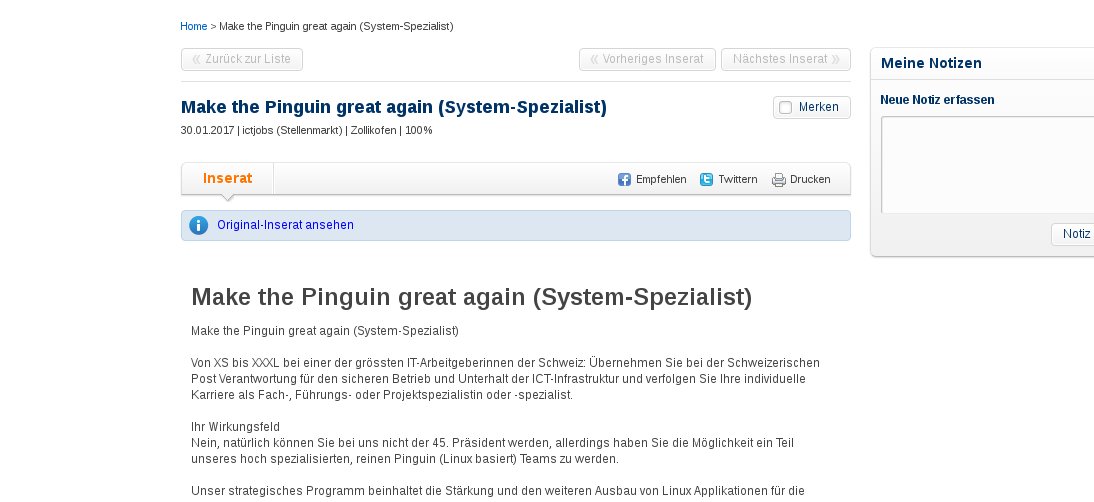 Home > Make the Pinguin great again (System-Spezialist)
« Zurück zur Liste
« Vorheriges Inserat
Nächstes Inserat »
Make the Pinguin great again (System-Spezialist)
Merken
30.01.2017 | ictjobs (Stellenmarkt) | Zollikofen | 100%
Inserat
Empfehlen
Twittern
Drucken
Original-Inserat ansehen
Make the Pinguin great again (System-Spezialist)
Make the Pinguin great again (System-Spezialist)
Von XS bis XXXL bei einer der grössten IT-Arbeitgeberinnen der Schweiz: Übernehmen Sie bei der Schweizerischen
Post Verantwortung für den sicheren Betrieb und Unterhalt der ICT-Infrastruktur und verfolgen Sie Ihre individuelle
Karriere als Fach-, Führungs- oder Projektspezialistin oder -spezialist.
Ihr Wirkungsfeld
Nein, natürlich können Sie bei uns nicht der 45. Präsident werden, allerdings haben Sie die Möglichkeit ein Teil
unseres hoch spezialisierten, reinen Pinguin (Linux basiert) Teams zu werden.
Unser strategisches Programm beinhaltet die Stärkung und den weiteren Ausbau von Linux Applikationen für die
Meine Notizen
Neue Notiz erfassen
Notiz